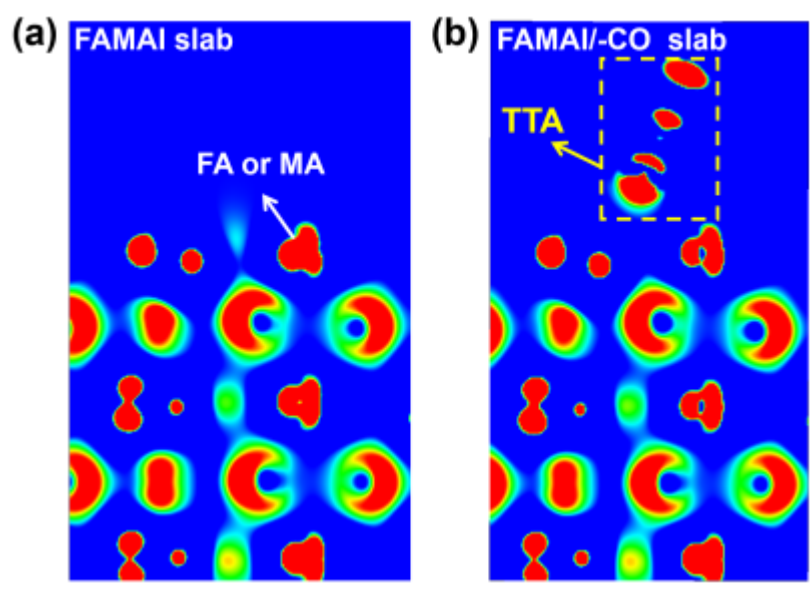 (a)
FAMAI slab
FA or MA
(b)
FAMAI/-CO slab
TTA